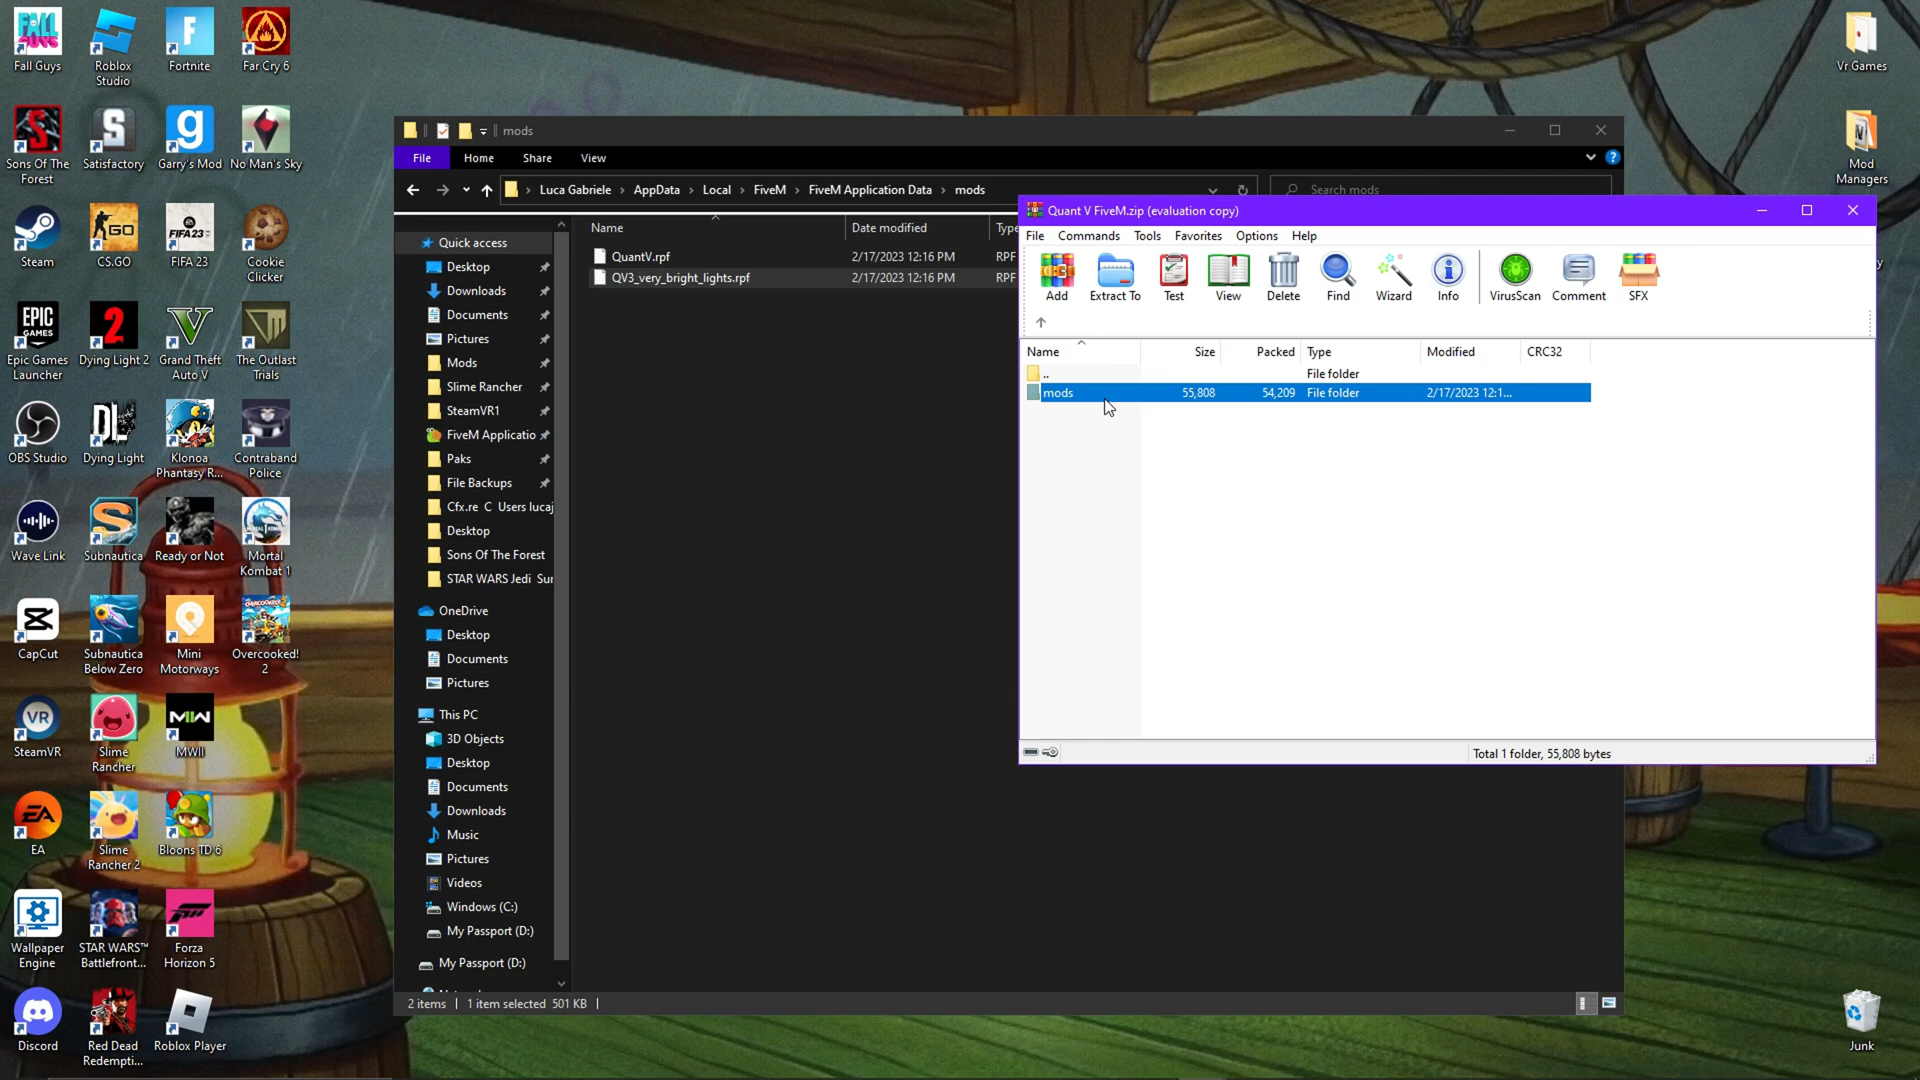 Fall Guys
Roblox
Studio
Fortnite
Far Cry 6
Sons Of The
Forest
Satisfactory
Garry's Mod
No Man's Sky
Steam
CS:GO
FIFA 23
Cookie
Clicker
Epic Games
Launcher
Dying Light 2
Grand Theft
Auto V
The Outlast
Trials
OBS Studio
Dying Light
Klonoa
Phantasy R...
Contraband
Police
Wave Link
Subnautica
Ready or Not
Mortal
Kombat 1
CapCut
Subnautica
Below Zero
Mini
Motorways
Overcooked!
2
SteamVR
Slime
Rancher
MWII
EA
Slime
Rancher 2
Bloons TD 6
Wallpaper
Engine
STAR WARS™
Battlefront...
Forza
Horizon 5
Discord
Red Dead
Redempti...
Roblox Player
Vr Games
Mod
Managers
Junk
mods
File Home Share View
Luca Gabriele > AppData > Local > FiveM > FiveM Application Data > mods
Search mods
Quick access
Desktop
Downloads
Documents
Pictures
Mods
Slime Rancher
SteamVR1
FiveM Applicatio
Paks
File Backups
Cfx.re C Users lucaj
Desktop
Sons Of The Forest
STAR WARS Jedi Sur
OneDrive
Desktop
Documents
Pictures
This PC
3D Objects
Desktop
Documents
Downloads
Music
Pictures
Videos
Windows (C:)
My Passport (D:)
My Passport (D:)
Name Date modified Type
QuantV.rpf 2/17/2023 12:16 PM RPF
QV3_very_bright_lights.rpf 2/17/2023 12:16 PM RPF
2 items 1 item selected 501 KB
Quant V FiveM.zip (evaluation copy)
File Commands Tools Favorites Options Help
Add Extract To Test View Delete Find Wizard Info VirusScan Comment SFX
Name Size Packed Type Modified CRC32
.. File folder
mods 55,808 54,209 File folder 2/17/2023 12:1...
Total 1 folder, 55,808 bytes